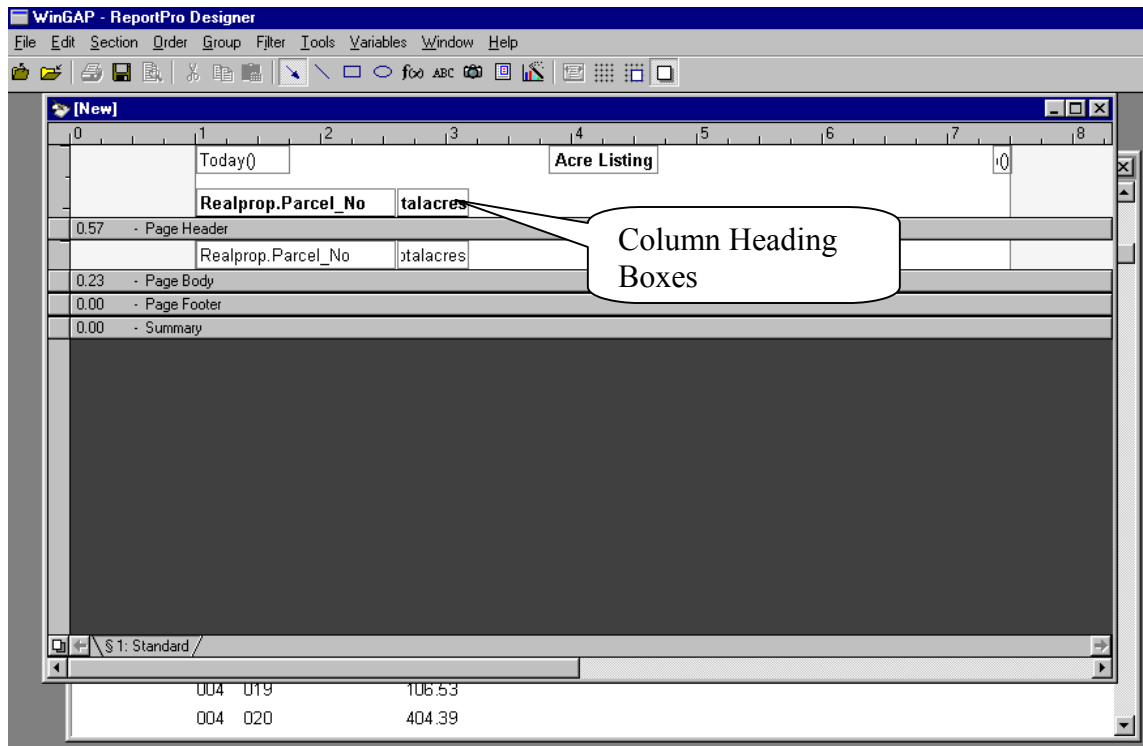 WinGAP - ReportPro Designer
File Edit Section Order Group Filter Tools Variables Window Help
f(x) ABC
[New]
0 1 2 3 4 5 6 7 8
Today() Acre Listing ()
Realprop.Parcel_No talacres
0.57 - Page Header
Column Heading
Boxes
Realprop.Parcel_No talacres
0.23 - Page Body
0.00 - Page Footer
0.00 - Summary
§ 1: Standard
004 019 106.53
004 020 404.39